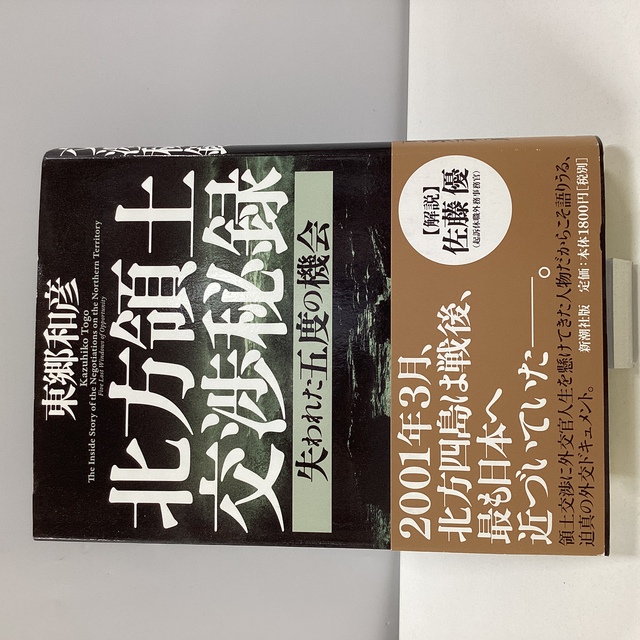 東郷和彦
Kazuhiko Togo
The Inside Story of the Negotiations on the Northern Territory
Five Lost Windows of Opportunity
北方領土
交渉秘録
失われた五度の機会
【解説】
佐藤 優
(起訴休職外務事務官)
2001年3月、
北方四島は戦後、
最も日本へ
近づいていた――。
領土交渉に外交官人生を懸けてきた人物だからこそ語りうる、
迫真の外交ドキュメント。
新潮社版 定価:本体1800円[税別]